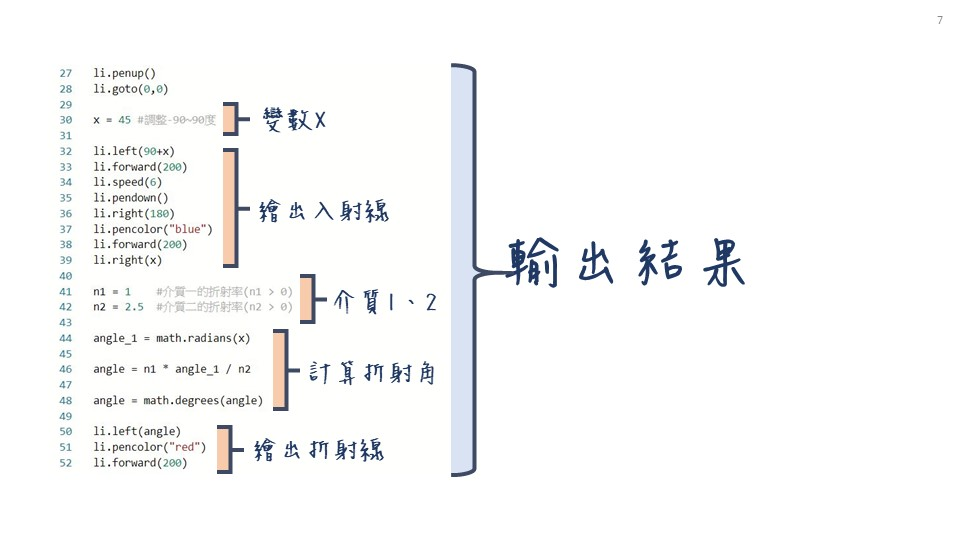 7
27 li.penup()
28 li.goto(0,0)
29
30 x = 45 #調整-90~90度
變數X
31
32 li.left(90+x)
33 li.forward(200)
34 li.speed(6)
35 li.pendown()
36 li.right(180)
37 li.pencolor("blue")
38 li.forward(200)
39 li.right(x)
繪出入射線
40
41 n1 = 1 #介質一的折射率(n1 > 0)
42 n2 = 2.5 #介質二的折射率(n2 > 0)
介質1、2
43
44 angle_1 = math.radians(x)
45
46 angle = n1 * angle_1 / n2
47
48 angle = math.degrees(angle)
計算折射角
49
50 li.left(angle)
51 li.pencolor("red")
52 li.forward(200)
繪出折射線
輸出結果